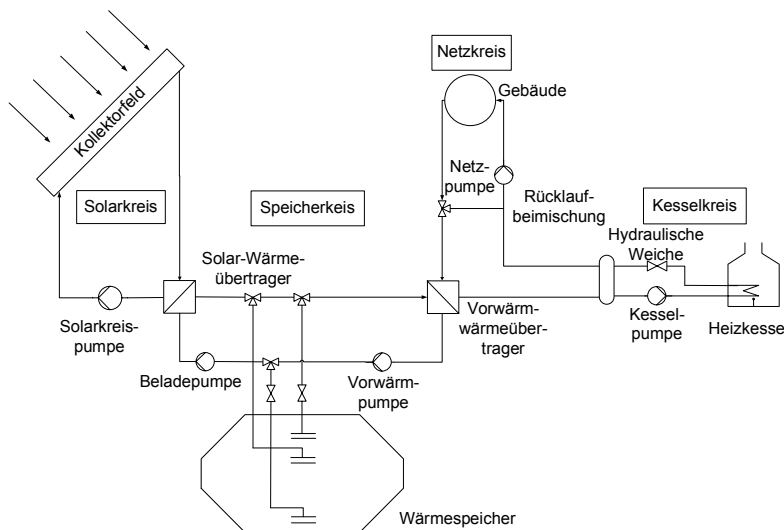 Netzkreis
Gebäude
Kollektorfeld
Netz-
pumpe
Rücklauf-
beimischung
Solarkreis
Speicherkeis
Kesselkreis
Hydraulische
Weiche
Solar-Wärme-
übertrager
Solarkreis-
pumpe
Vorwärm-
wärmeüber-
trager
Kessel-
pumpe
Heizkesse
Beladepumpe
Vorwärm-
pumpe
Wärmespeicher